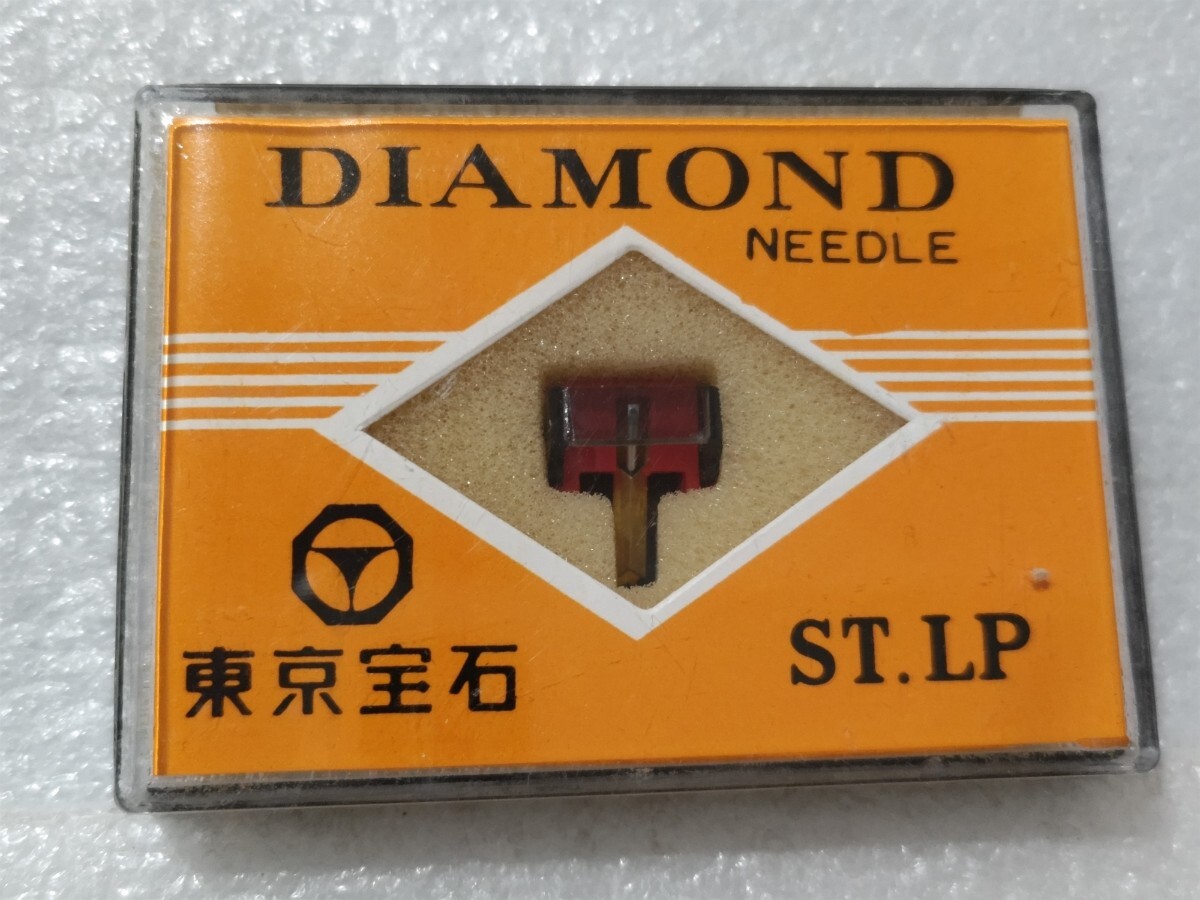 DIAMOND
NEEDLE
東京宝石
ST.LP